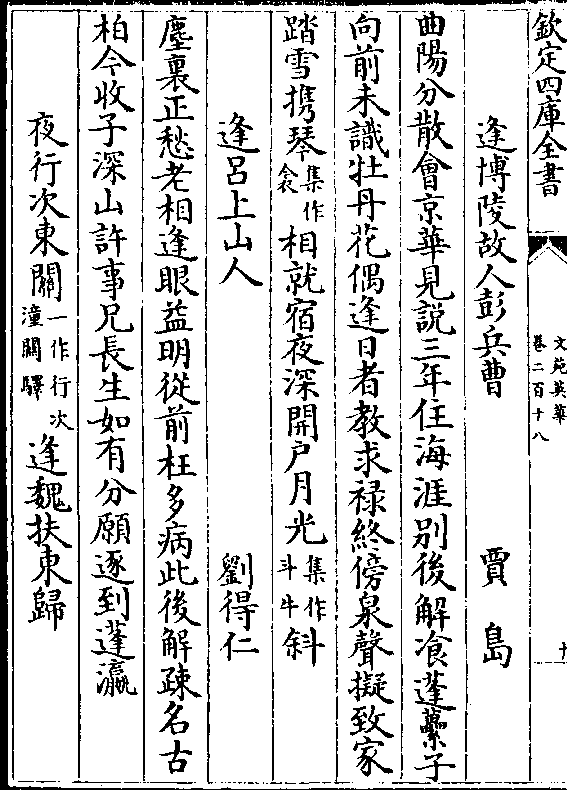 欽定四庫全書
文苑英華
卷二百十八
逢博陵故人彭兵曹 賈島
曲陽分散會京華見説三年住海涯别後解飡蓬虆子
向前未識牡丹花偶逢日者教求禄終傍泉聲擬致家
踏雪携琴集作衾相就宿夜深開户月光集作斗牛斜
逢吕上山人 劉得仁
塵裏正愁老相逢眼益明從前枉多病此後解疎名古
柏今收子深山許事兄長生如有分願逐到蓬瀛
夜行次東關一作行次潼關驛逢魏扶東歸